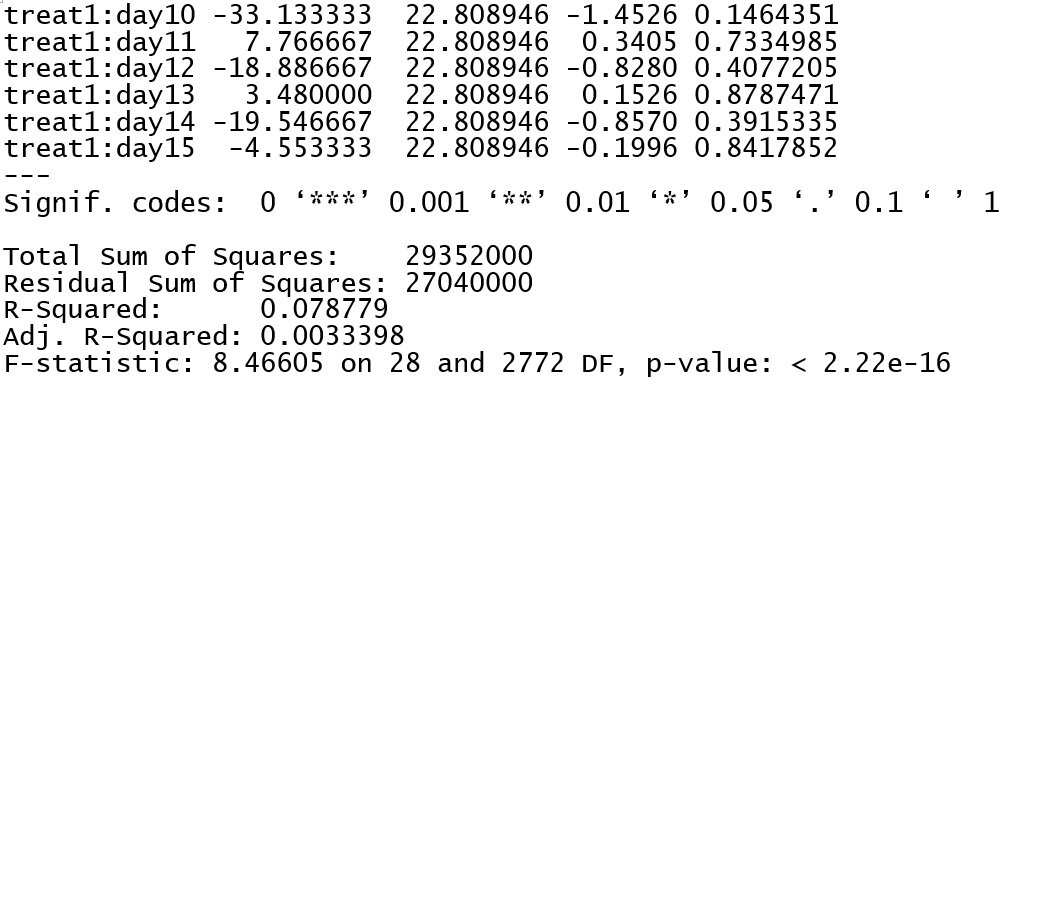 treat1:day10 -33.133333  22.808946 -1.4526 0.1464351
treat1:day11   7.766667  22.808946  0.3405 0.7334985
treat1:day12 -18.886667  22.808946 -0.8280 0.4077205
treat1:day13   3.480000  22.808946  0.1526 0.8787471
treat1:day14 -19.546667  22.808946 -0.8570 0.3915335
treat1:day15  -4.553333  22.808946 -0.1996 0.8417852
---
Signif. codes:  0 ‘***’ 0.001 ‘**’ 0.01 ‘*’ 0.05 ‘.’ 0.1 ‘ ’ 1
Total Sum of Squares:    29352000
Residual Sum of Squares: 27040000
R-Squared:      0.078779
Adj. R-Squared: 0.0033398
F-statistic: 8.46605 on 28 and 2772 DF, p-value: < 2.22e-16